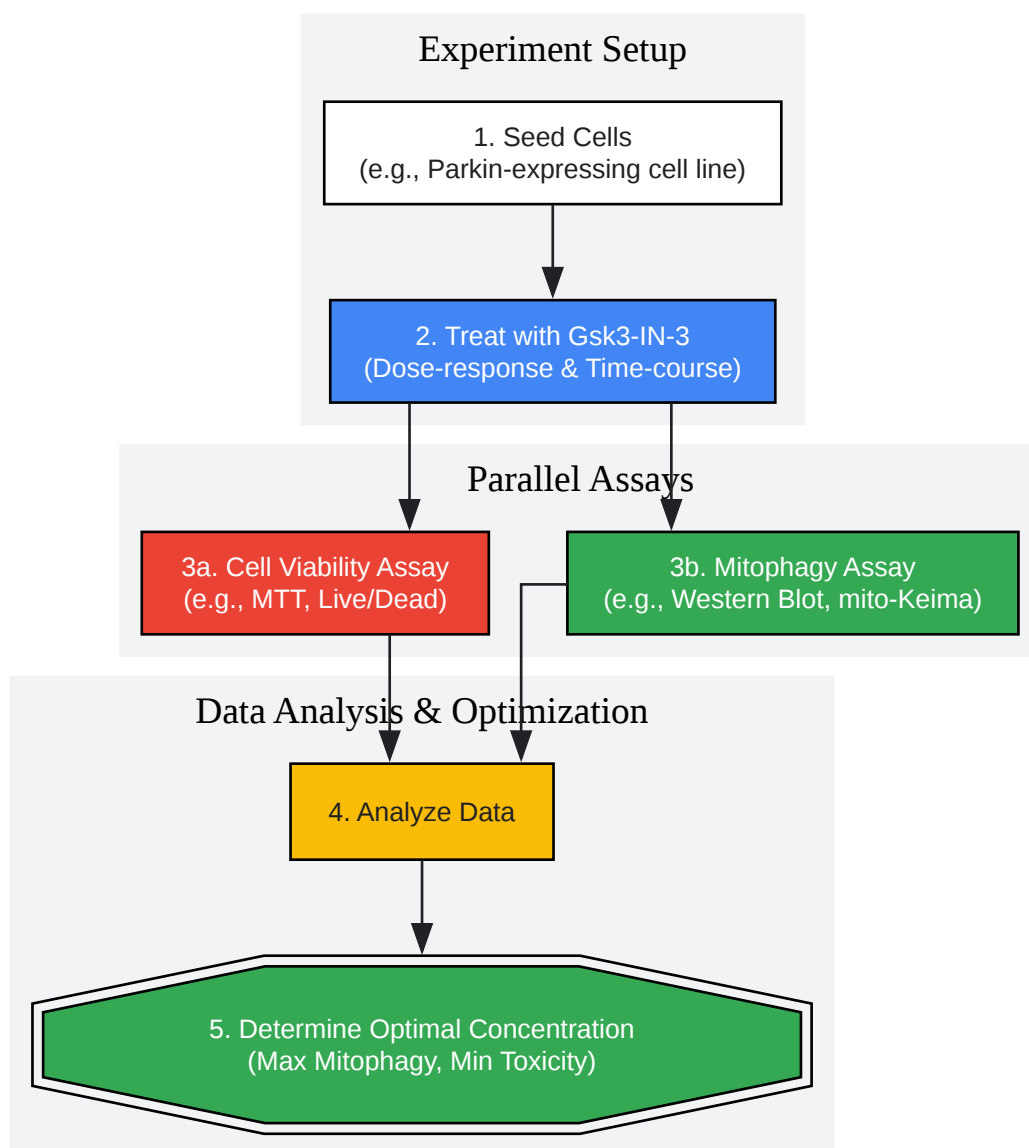 Experiment Setup
1. Seed Cells
(e.g., Parkin-expressing cell line)
2. Treat with Gsk3-IN-3
(Dose-response & Time-course)
Parallel Assays
3a. Cell Viability Assay
(e.g., MTT, Live/Dead)
3b. Mitophagy Assay
(e.g., Western Blot, mito-Keima)
Data Analysis & Optimization
4. Analyze Data
5. Determine Optimal Concentration
(Max Mitophagy, Min Toxicity)